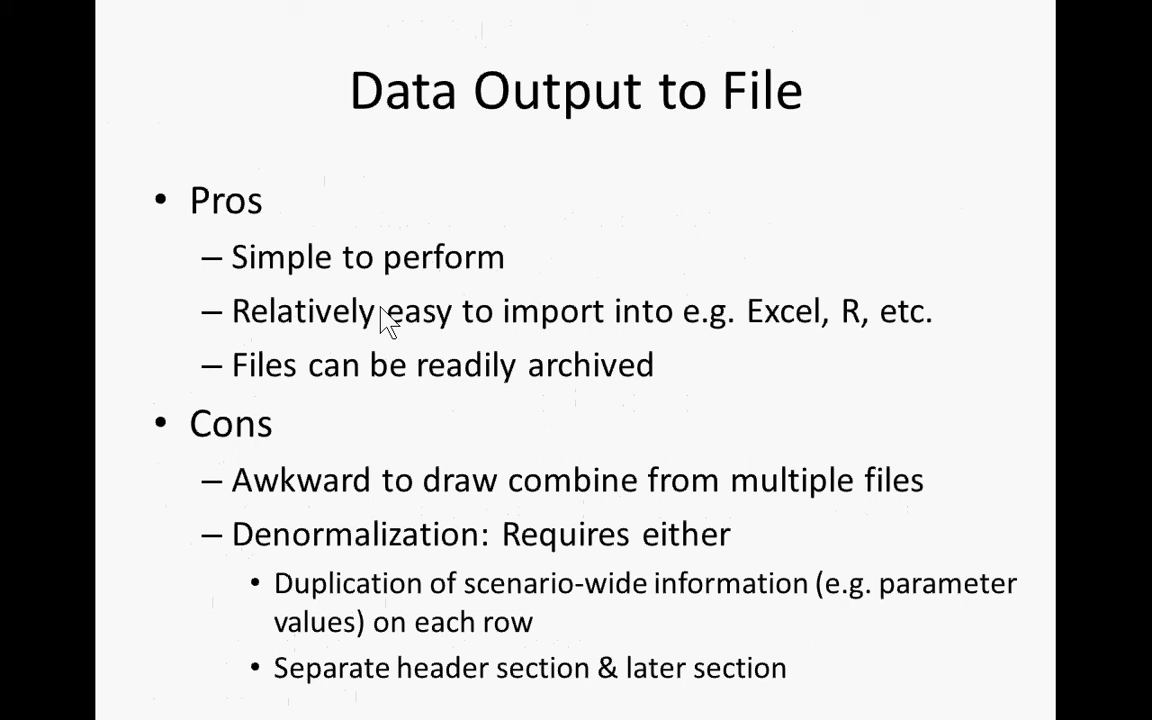 Data Output to File
• Pros
– Simple to perform
– Relatively easy to import into e.g. Excel, R, etc.
– Files can be readily archived
• Cons
– Awkward to draw combine from multiple files
– Denormalization: Requires either
• Duplication of scenario-wide information (e.g. parameter
values) on each row
• Separate header section & later section